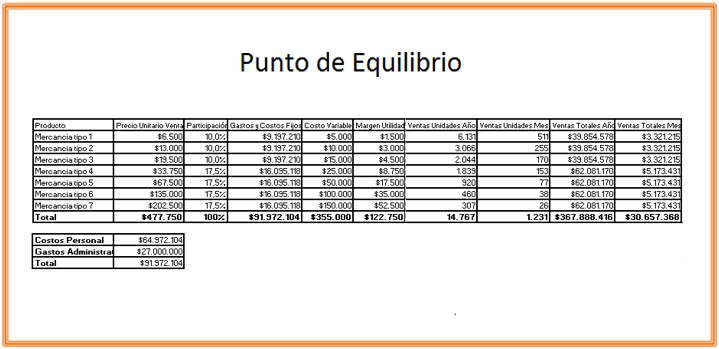 Punto de Equilibrio
Producto Precio Unitario Venta Participación Gastos y Costos Fijos Costo Variable Margen Utilidad Ventas Unidades Año Ventas Unidades Mes Ventas Totales Año Ventas Totales Mes
Mercancia tipo 1 $6.500 10,0% $9.197.210 $5.000 $1.500 6.131 511 $39.854.578 $3.321.215
Mercancia tipo 2 $13.000 10,0% $9.197.210 $10.000 $3.000 3.066 255 $39.854.578 $3.321.215
Mercancia tipo 3 $19.500 10,0% $9.197.210 $15.000 $4.500 2.044 170 $39.854.578 $3.321.215
Mercancia tipo 4 $33.750 17,5% $16.095.118 $25.000 $8.750 1.839 153 $62.081.170 $5.173.431
Mercancia tipo 5 $67.500 17,5% $16.095.118 $50.000 $17.500 920 77 $62.081.170 $5.173.431
Mercancia tipo 6 $135.000 17,5% $16.095.118 $100.000 $35.000 460 38 $62.081.170 $5.173.431
Mercancia tipo 7 $202.500 17,5% $16.095.118 $150.000 $52.500 307 26 $62.081.170 $5.173.431
Total $477.750 100% $91.972.104 $355.000 $122.750 14.767 1.231 $367.888.416 $30.657.368
Costos Personal $64.972.104
Gastos Administrat $27.000.000
Total $91.972.104